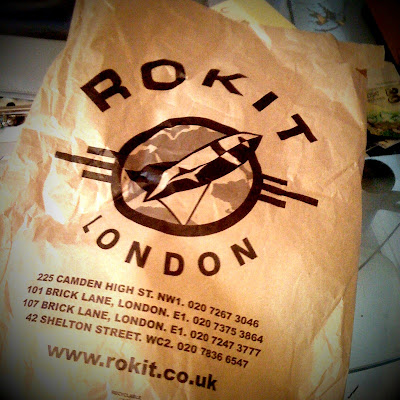 ROKIT
LONDON
225 CAMDEN HIGH ST. NW1. 020 7267 3046
101 BRICK LANE, LONDON. E1. 020 7375 3864
107 BRICK LANE, LONDON. E1. 020 7247 3777
42 SHELTON STREET. WC2. 020 7836 6547
www.rokit.co.uk
RECYCLABLE